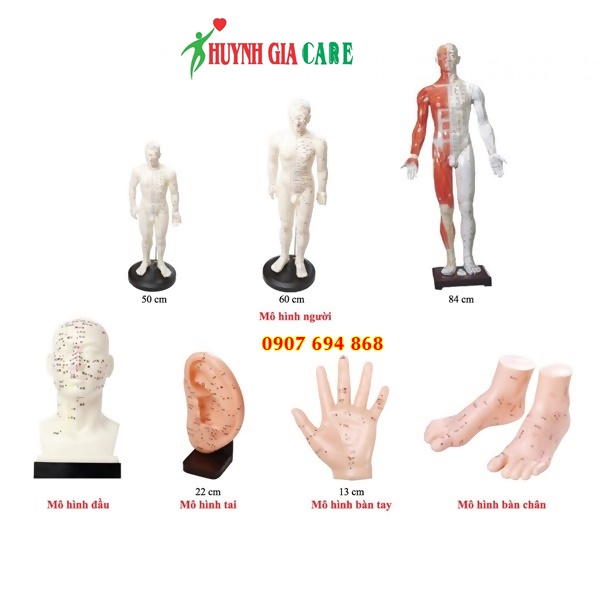 HUYNH GIA CARE
50 cm
60 cm
84 cm
Mô hình người
0907 694 868
22 cm
13 cm
Mô hình đầu
Mô hình tai
Mô hình bàn tay
Mô hình bàn chân